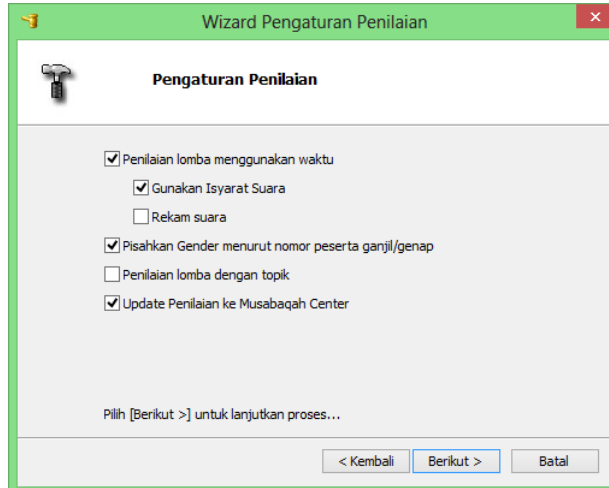 Wizard Pengaturan Penilaian
Pengaturan Penilaian
Penilaian lomba menggunakan waktu
Gunakan Isyarat Suara
Rekam suara
Pisahkan Gender menurut nomor peserta ganjil/genap
Penilaian lomba dengan topik
Update Penilaian ke Musabaqah Center
Pilih [Berikut >] untuk lanjutkan proses...
< Kembali Berikut > Batal